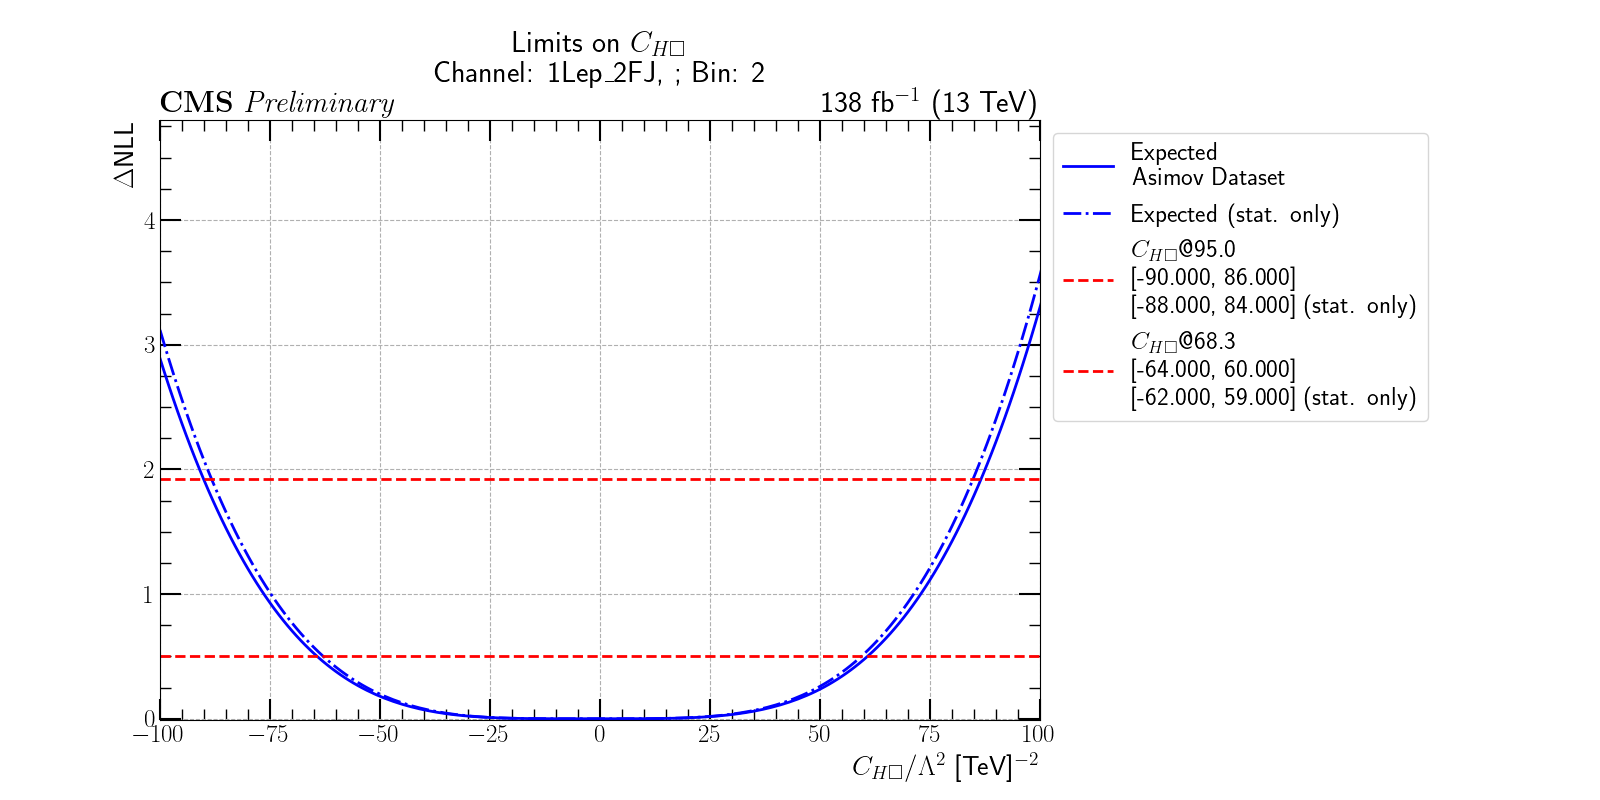 Limits on C_{H□}
Channel: 1Lep_2FJ, ; Bin: 2
CMS Preliminary
138 fb⁻¹ (13 TeV)
ΔNLL
4
3
2
1
0
−100 −75 −50 −25 0 25 50 75 100
C_{H□}/Λ² [TeV]⁻²
Expected
Asimov Dataset
Expected (stat. only)
C_{H□}@95.0
[-90.000, 86.000]
[-88.000, 84.000] (stat. only)
C_{H□}@68.3
[-64.000, 60.000]
[-62.000, 59.000] (stat. only)